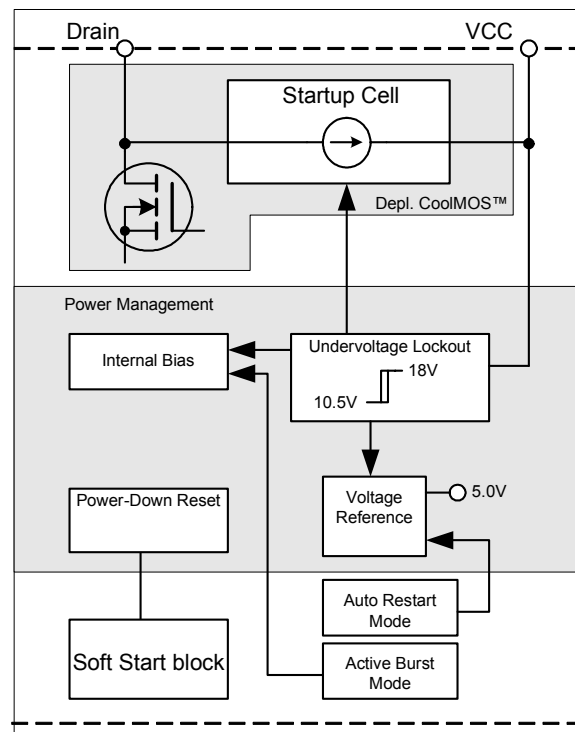 Drain
VCC
Startup Cell
Depl. CoolMOS™
Power Management
Internal Bias
Undervoltage Lockout
18V
10.5V
Power-Down Reset
Voltage
Reference
5.0V
Auto Restart
Mode
Soft Start block
Active Burst
Mode